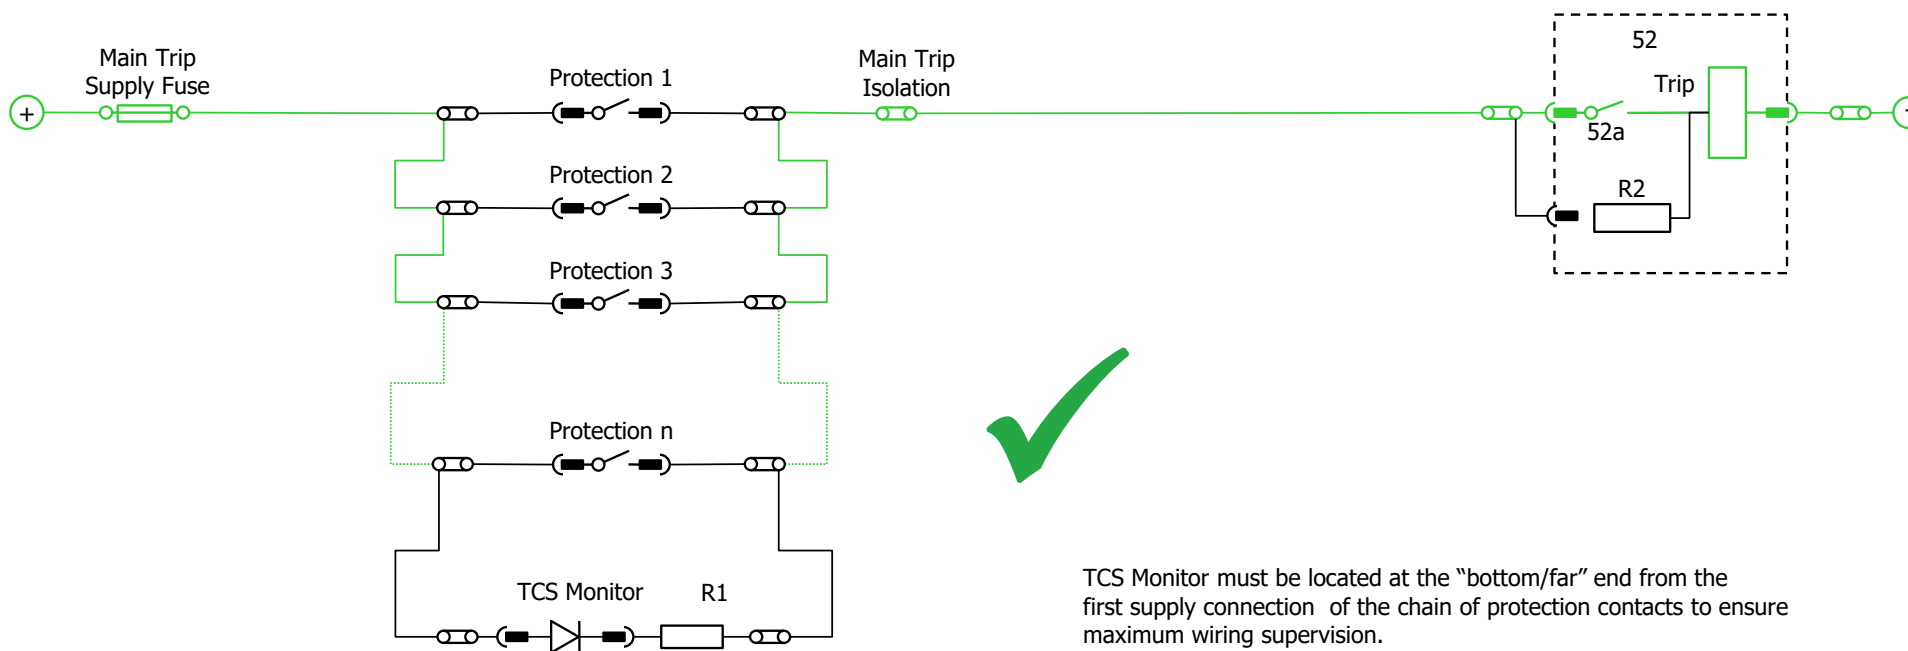 Main Trip
Supply Fuse
+
Protection 1
Main Trip
Isolation
52
Trip
52a
Protection 2
R2
Protection 3
Protection n
TCS Monitor
R1
TCS Monitor must be located at the “bottom/far” end from the
first supply connection of the chain of protection contacts to ensure
maximum wiring supervision.